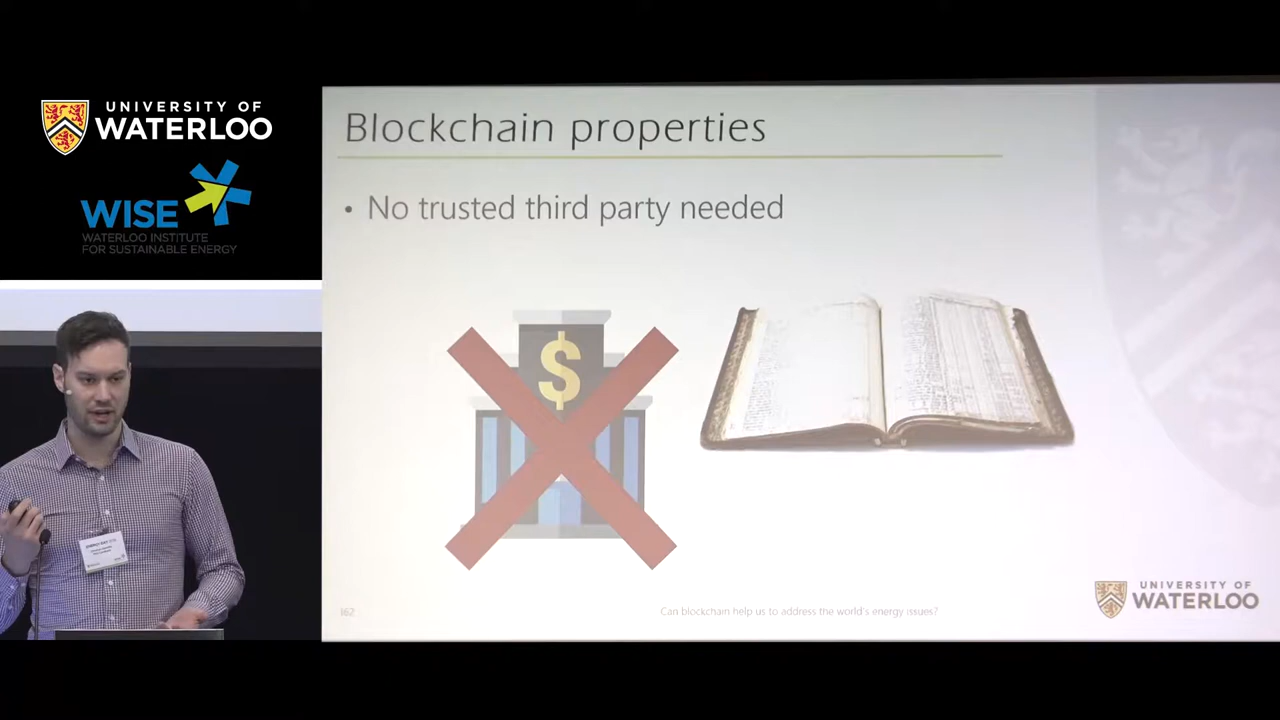 UNIVERSITY OF
WATERLOO
WISE
WATERLOO INSTITUTE
FOR SUSTAINABLE ENERGY
Blockchain properties
• No trusted third party needed
$
162
Can blockchain help us to address the world's energy issues?
UNIVERSITY OF
WATERLOO